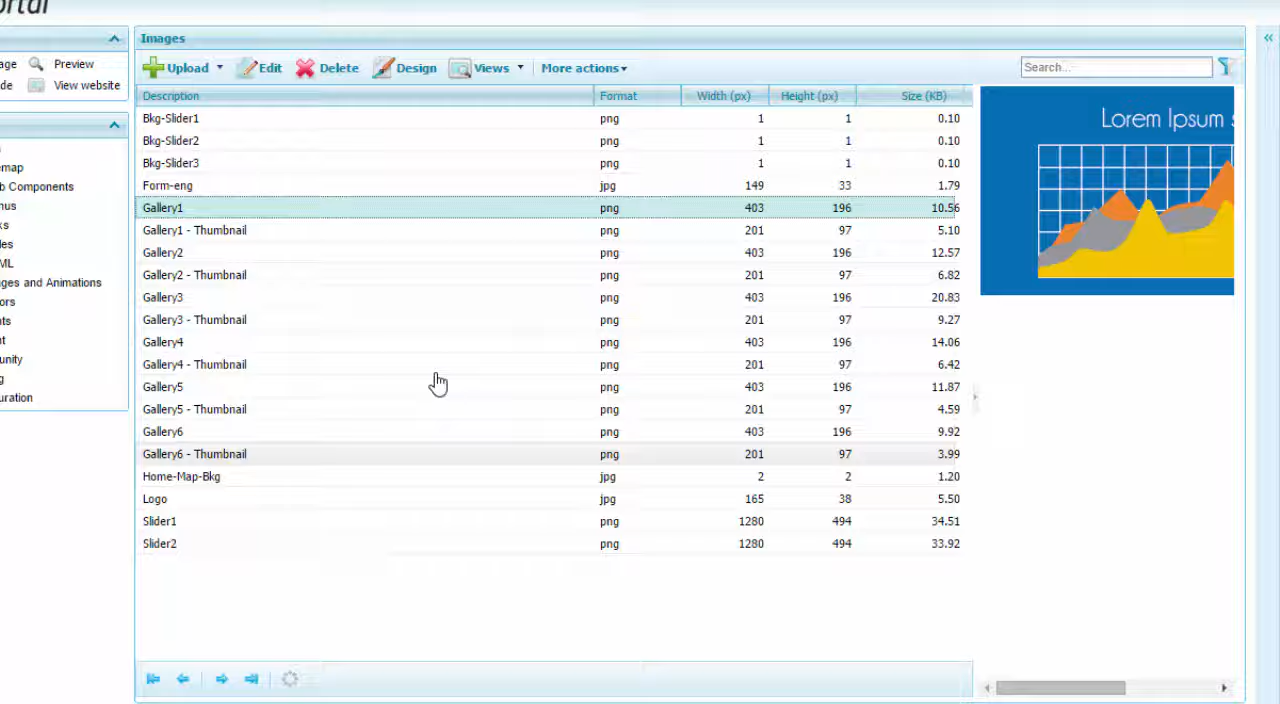 ortal
Images
age Preview
de View website
Upload Edit Delete Design Views More actions
Search...
Description Format Width (px) Height (px) Size (KB)
Bkg-Slider1 png 1 1 0.10
Bkg-Slider2 png 1 1 0.10
Bkg-Slider3 png 1 1 0.10
Form-eng jpg 149 33 1.79
Gallery1 png 403 196 10.56
Gallery1 - Thumbnail png 201 97 5.10
Gallery2 png 403 196 12.57
Gallery2 - Thumbnail png 201 97 6.82
Gallery3 png 403 196 20.83
Gallery3 - Thumbnail png 201 97 9.27
Gallery4 png 403 196 14.06
Gallery4 - Thumbnail png 201 97 6.42
Gallery5 png 403 196 11.87
Gallery5 - Thumbnail png 201 97 4.59
Gallery6 png 403 196 9.92
Gallery6 - Thumbnail png 201 97 3.99
Home-Map-Bkg jpg 2 2 1.20
Logo jpg 165 38 5.50
Slider1 png 1280 494 34.51
Slider2 png 1280 494 33.92
emap
b Components
nus
ks
les
ML
ges and Animations
ors
nts
nt
unity
g
uration
Lorem Ipsum s